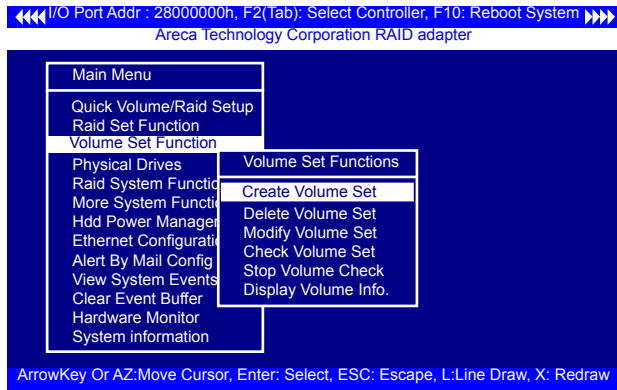 I/O Port Addr : 28000000h, F2(Tab): Select Controller, F10: Reboot System
Areca Technology Corporation RAID adapter
Main Menu
Quick Volume/Raid Setup
Raid Set Function
Volume Set Function
Physical Drives
Raid System Functio
More System Functio
Hdd Power Manager
Ethernet Configuratio
Alert By Mail Config
View System Events
Clear Event Buffer
Hardware Monitor
System information
Volume Set Functions
Create Volume Set
Delete Volume Set
Modify Volume Set
Check Volume Set
Stop Volume Check
Display Volume Info.
ArrowKey Or AZ:Move Cursor, Enter: Select, ESC: Escape, L:Line Draw, X: Redraw